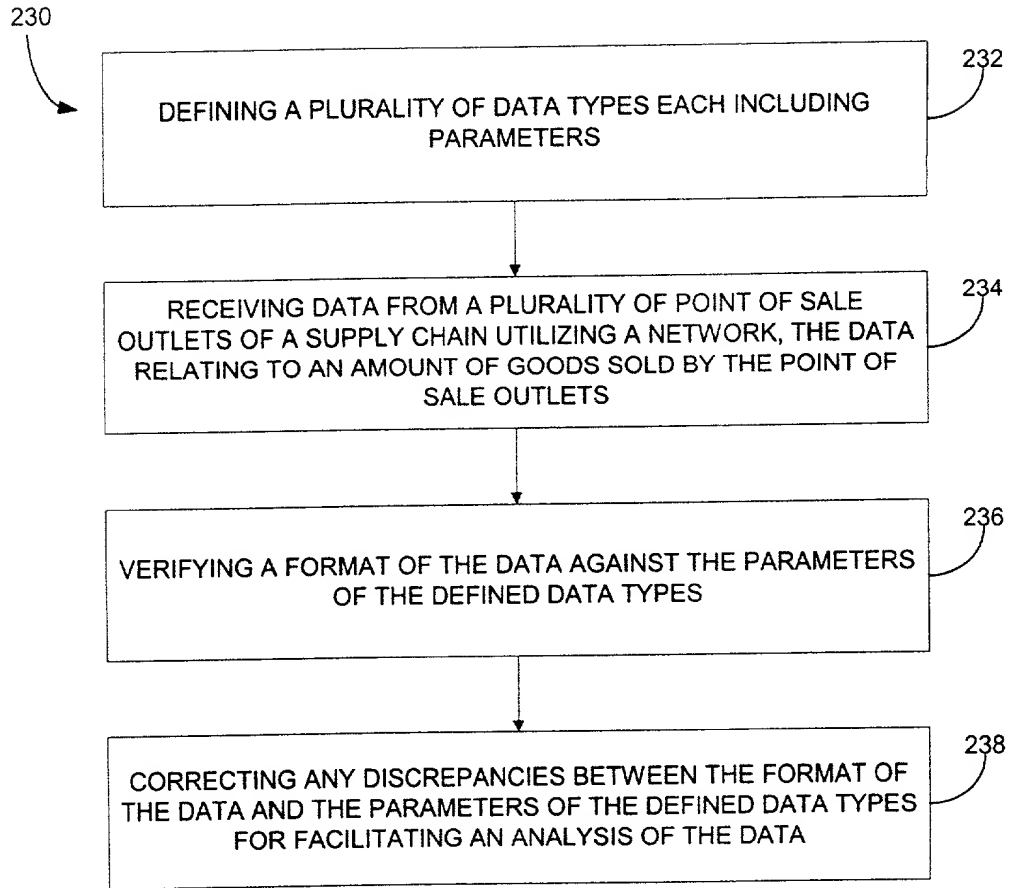 230
232
DEFINING A PLURALITY OF DATA TYPES EACH INCLUDING
PARAMETERS
234
RECEIVING DATA FROM A PLURALITY OF POINT OF SALE
OUTLETS OF A SUPPLY CHAIN UTILIZING A NETWORK, THE DATA
RELATING TO AN AMOUNT OF GOODS SOLD BY THE POINT OF
SALE OUTLETS
236
VERIFYING A FORMAT OF THE DATA AGAINST THE PARAMETERS
OF THE DEFINED DATA TYPES
238
CORRECTING ANY DISCREPANCIES BETWEEN THE FORMAT OF
THE DATA AND THE PARAMETERS OF THE DEFINED DATA TYPES
FOR FACILITATING AN ANALYSIS OF THE DATA